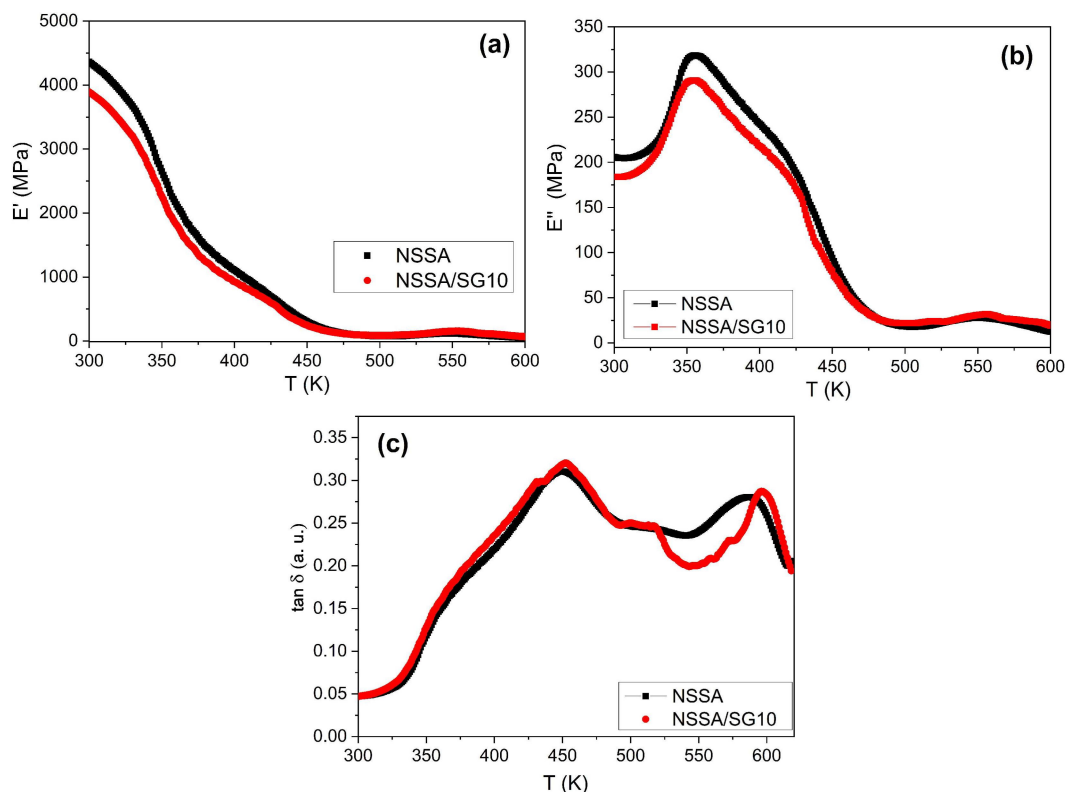 (a)
5000
4000
3000
2000
1000
0
E' (MPa)
NSSA
NSSA/SG10
300 350 400 450 500 550 600
T (K)
(b)
350
300
250
200
150
100
50
25
0
E'' (MPa)
NSSA
NSSA/SG10
300 350 400 450 500 550 600
T (K)
(c)
0.35
0.30
0.25
0.20
0.15
0.10
0.05
0.00
tan δ (a. u.)
NSSA
NSSA/SG10
300 350 400 450 500 550 600
T (K)